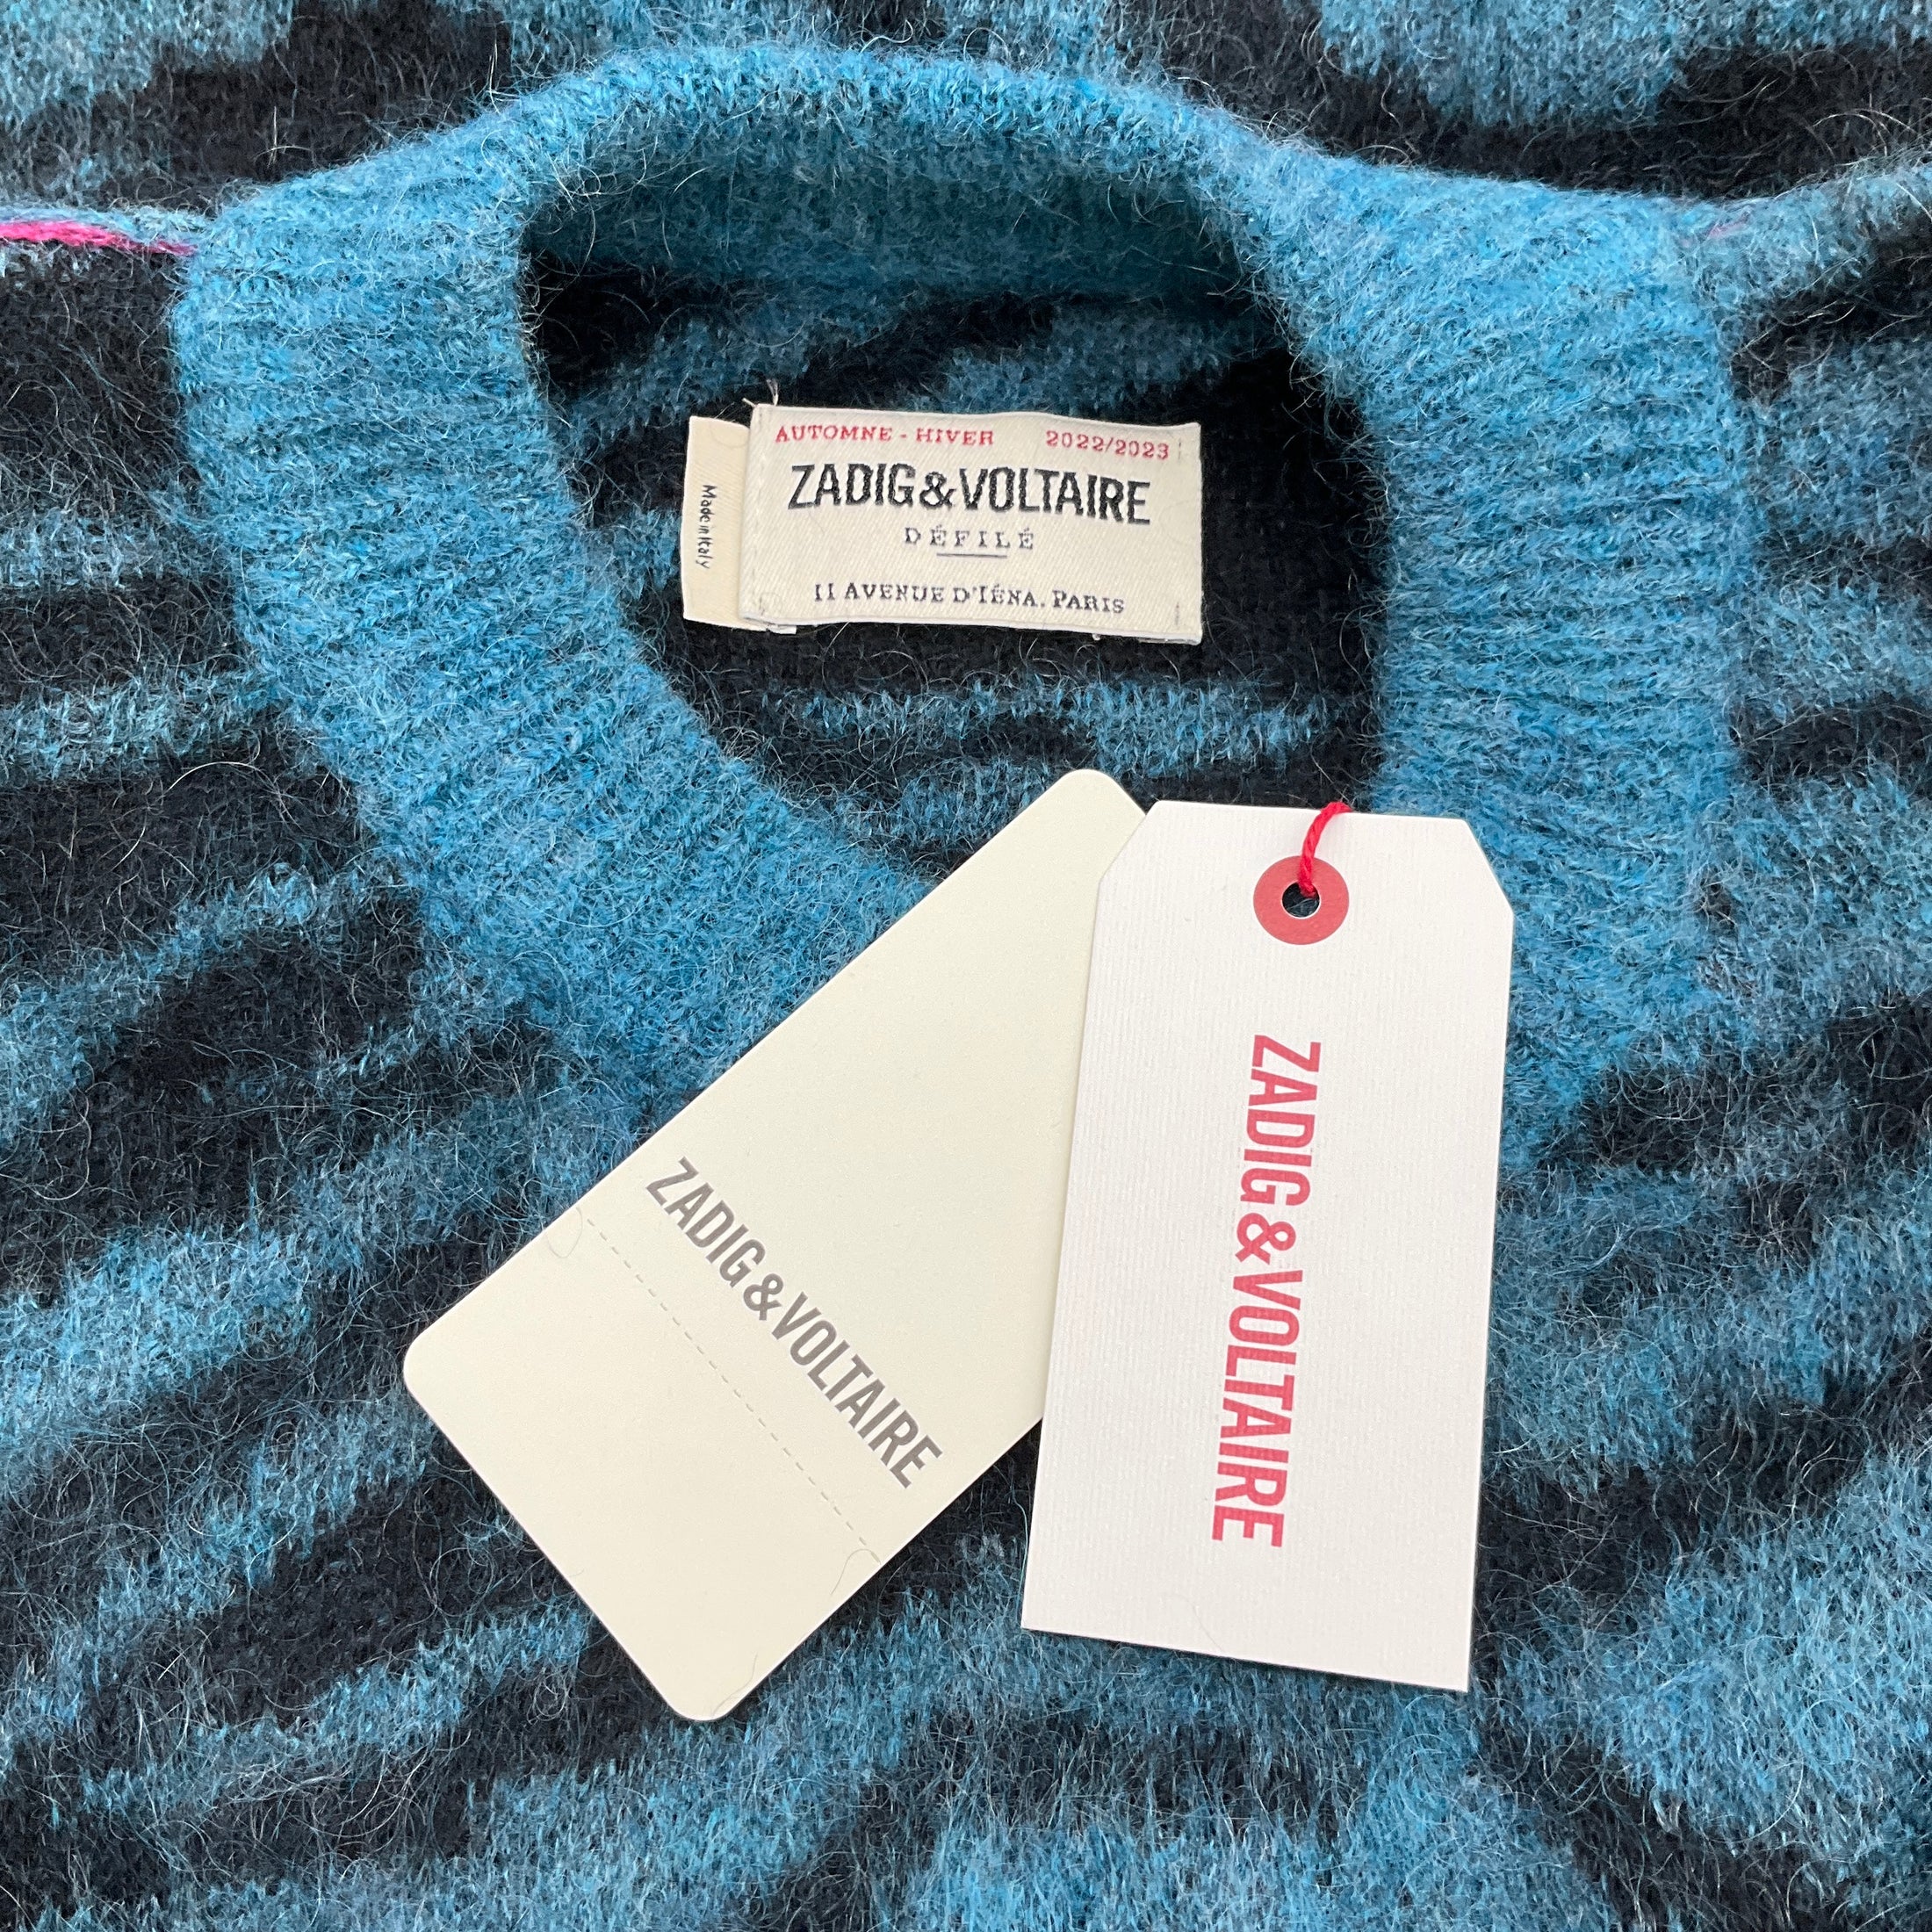 AUTOMNE - HIVER 2022/2023
ZADIG&VOLTAIRE
DÉFILÉ
11 AVENUE D'IÉNA. PARIS
Made in Italy
ZADIG&VOLTAIRE
ZADIG&VOLTAIRE